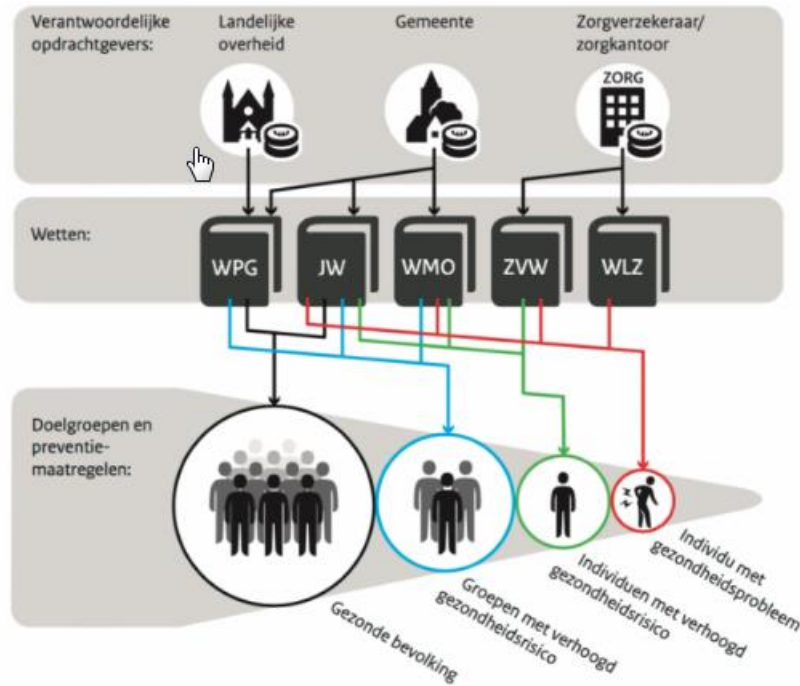 Verantwoordelijke
opdrachtgevers:
Landelijke
overheid
Gemeente
Zorgverzekeraar/
zorgkantoor
ZORG
Wetten:
WPG
JW
WMO
ZVW
WLZ
Doelgroepen en
preventie-
maatregelen:
Gezonde bevolking
Groepen met verhoogd
gezondheidsrisico
Individuen met verhoogd
gezondheidsrisico
Individu met
gezondheidsprobleem